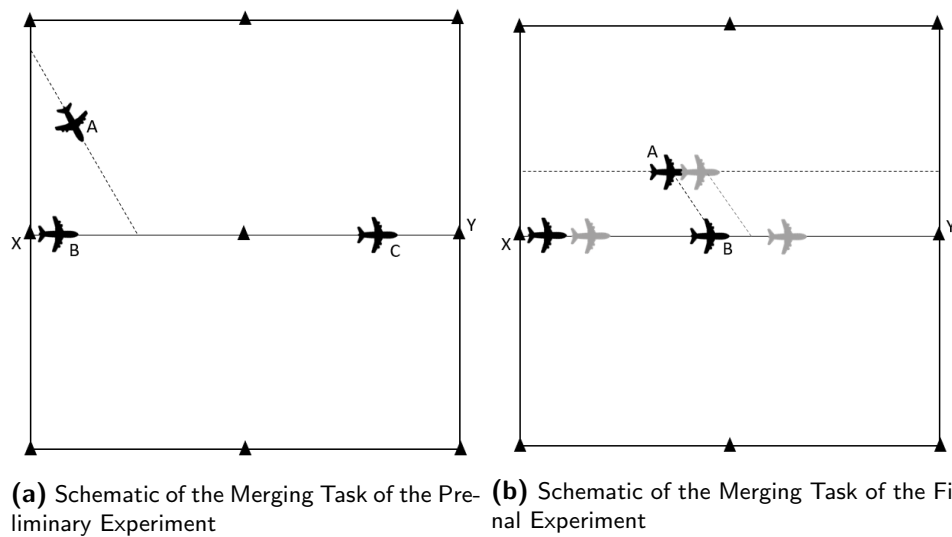 A
X
B
C
Y
(a) Schematic of the Merging Task of the Pre-
liminary Experiment
A
X
B
Y
(b) Schematic of the Merging Task of the Fi
nal Experiment